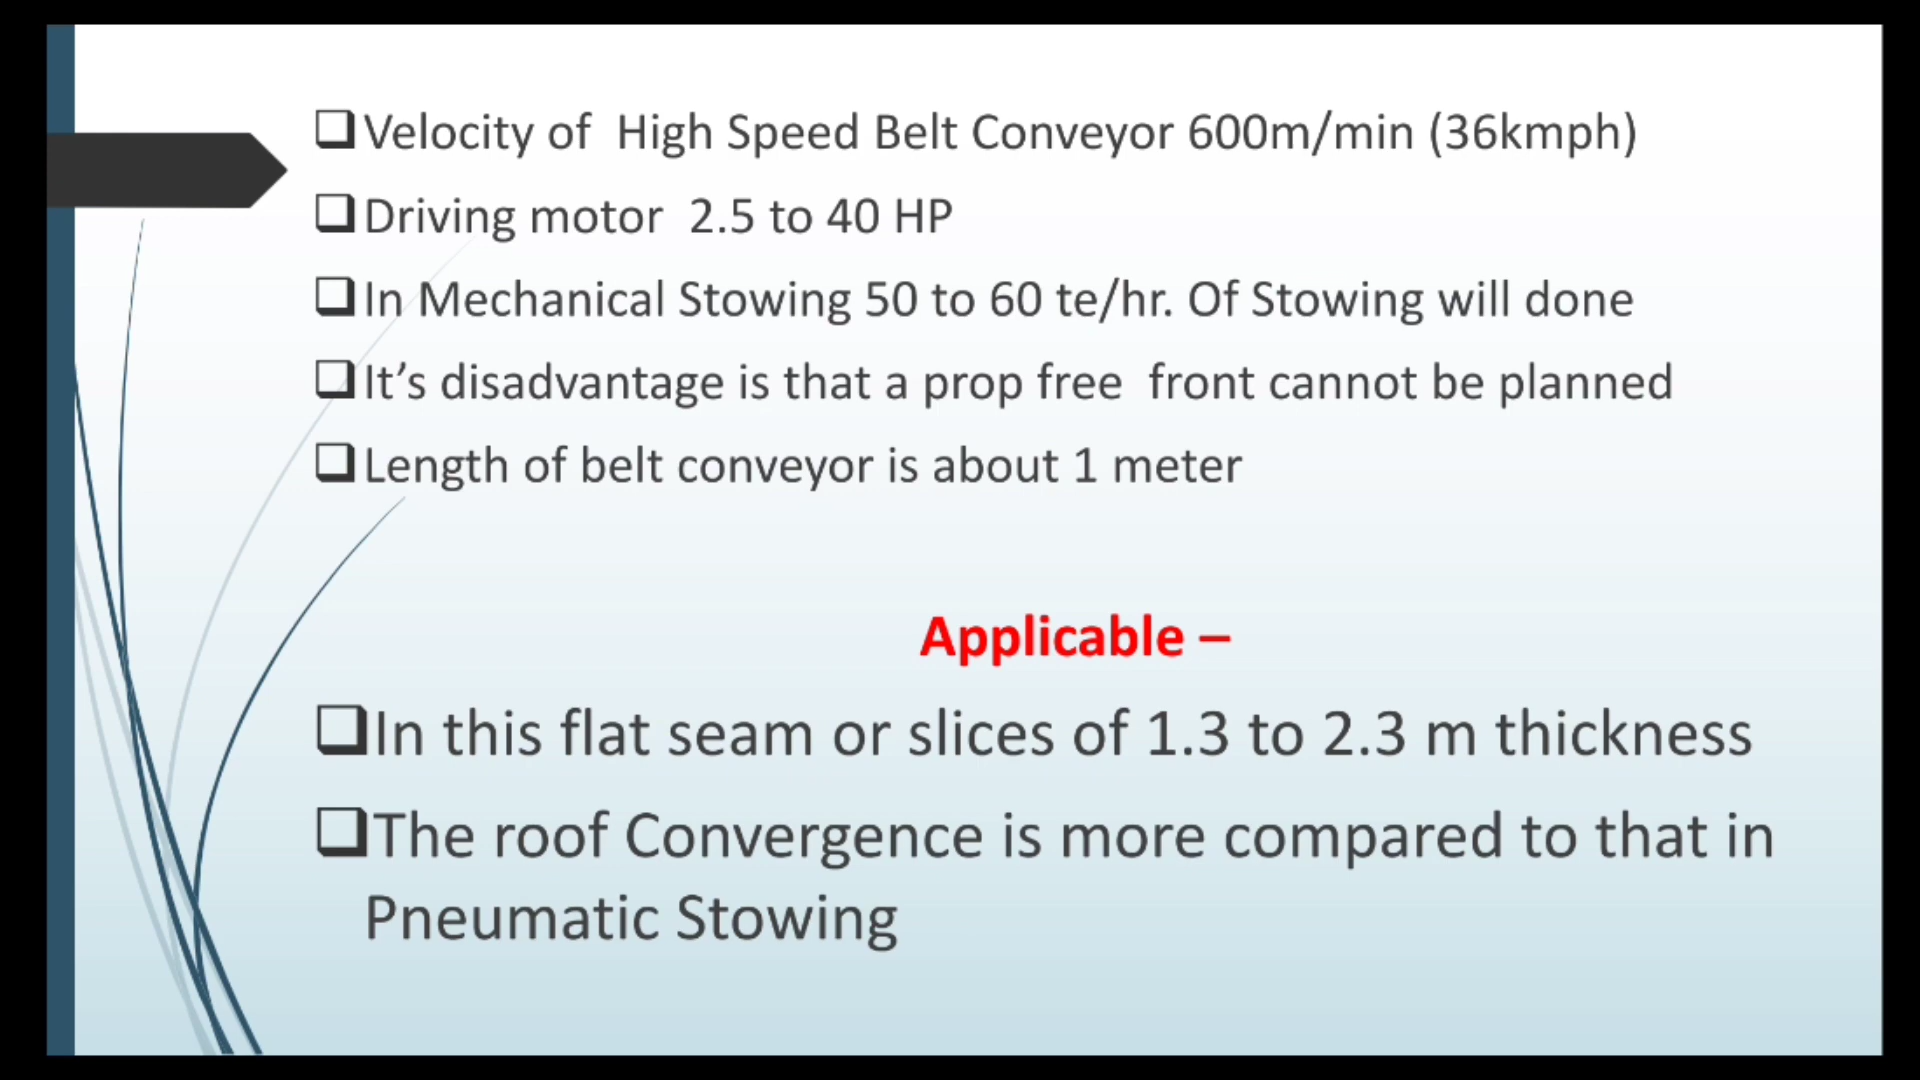 ❑Velocity of High Speed Belt Conveyor 600m/min (36kmph)
❑Driving motor 2.5 to 40 HP
❑In Mechanical Stowing 50 to 60 te/hr. Of Stowing will done
❑It’s disadvantage is that a prop free front cannot be planned
❑Length of belt conveyor is about 1 meter
Applicable –
❑In this flat seam or slices of 1.3 to 2.3 m thickness
❑The roof Convergence is more compared to that in
Pneumatic Stowing